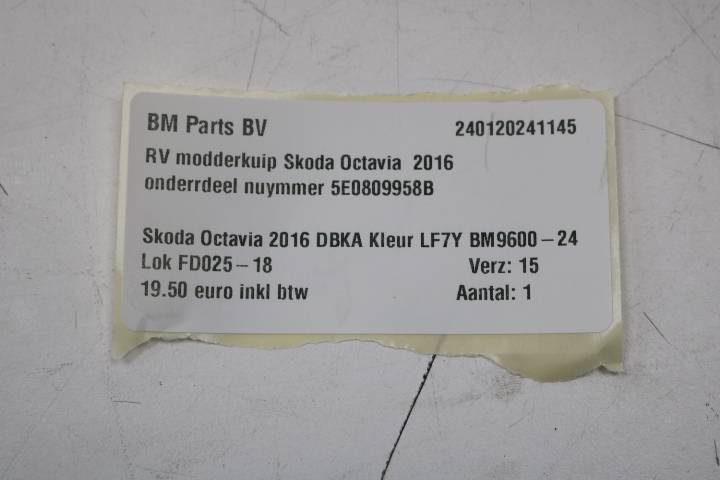 BM Parts BV 240120241145
RV modderkuip Skoda Octavia 2016
onderrdeel nuymmer 5E0809958B
Skoda Octavia 2016 DBKA Kleur LF7Y BM9600-24
Lok FD025-18 Verz: 15
19.50 euro inkl btw Aantal: 1